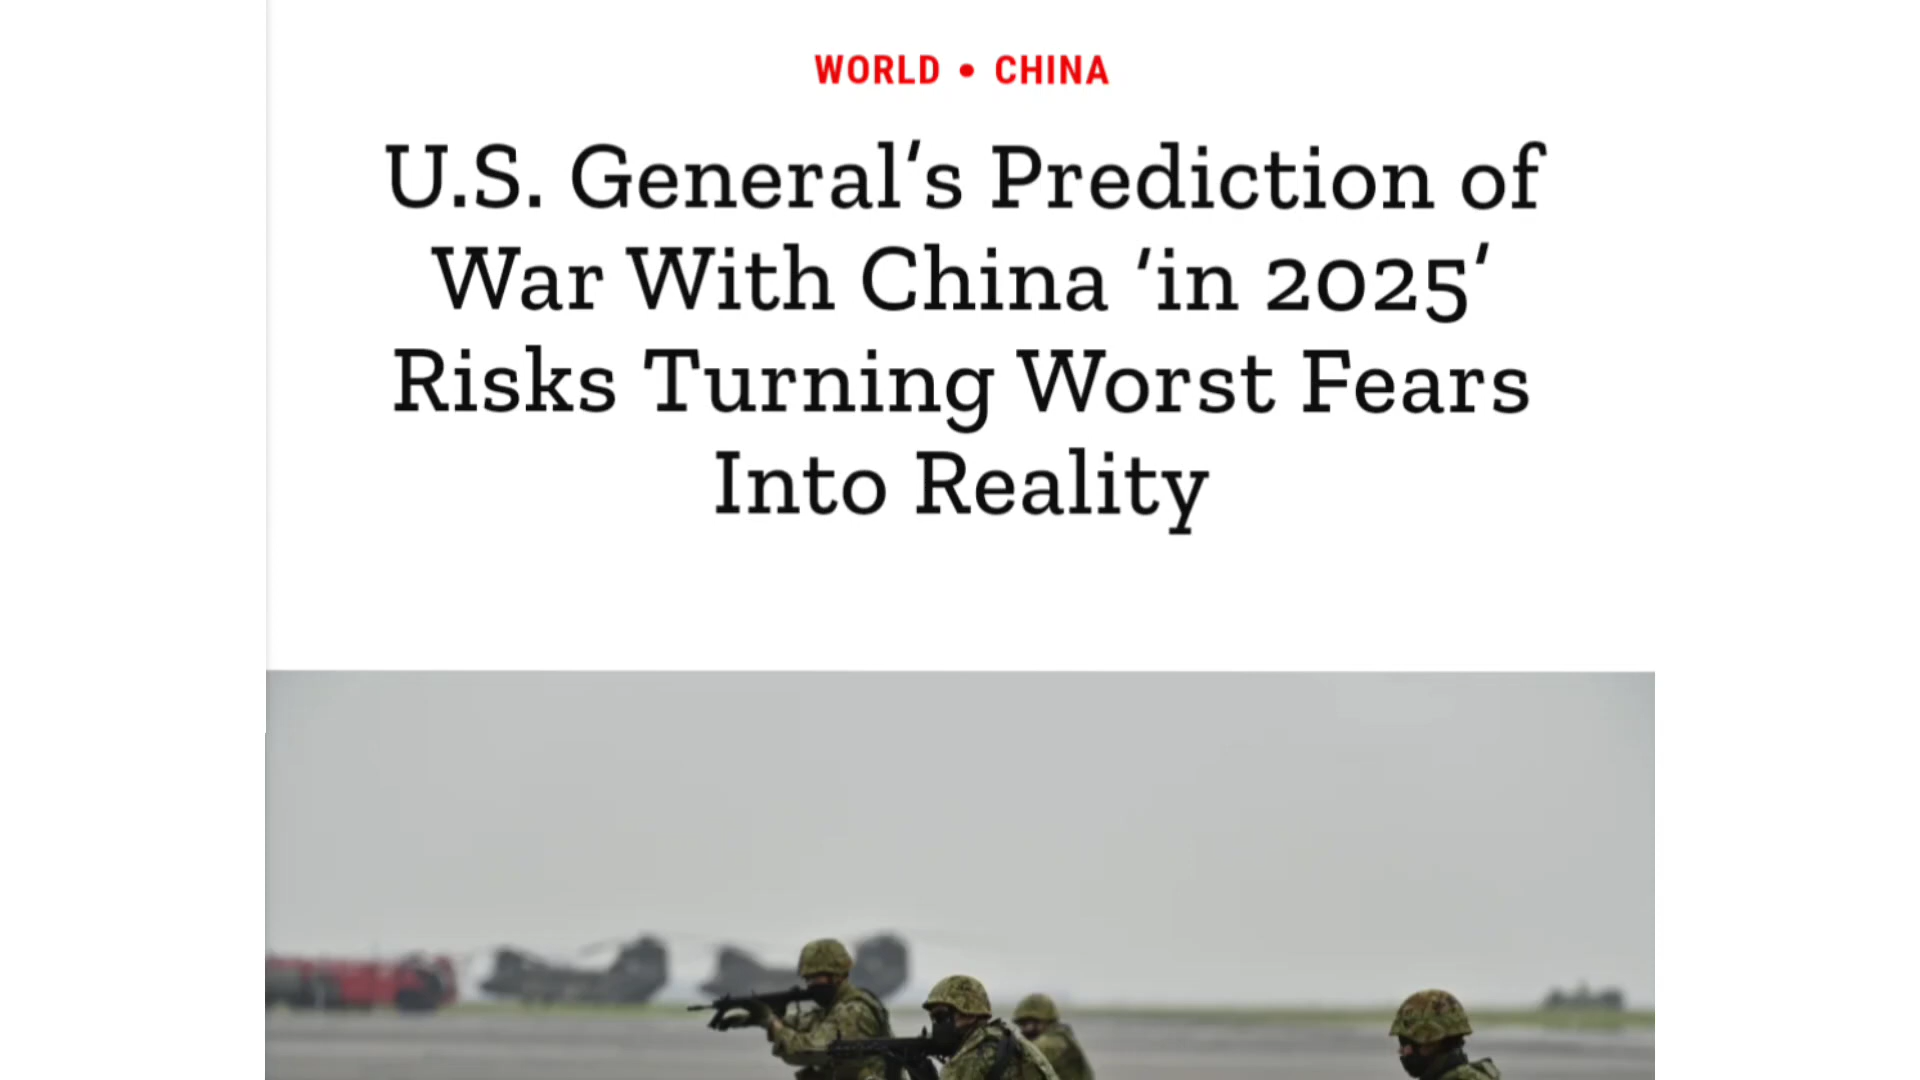 WORLD • CHINA
U.S. General’s Prediction of
War With China ‘in 2025’
Risks Turning Worst Fears
Into Reality